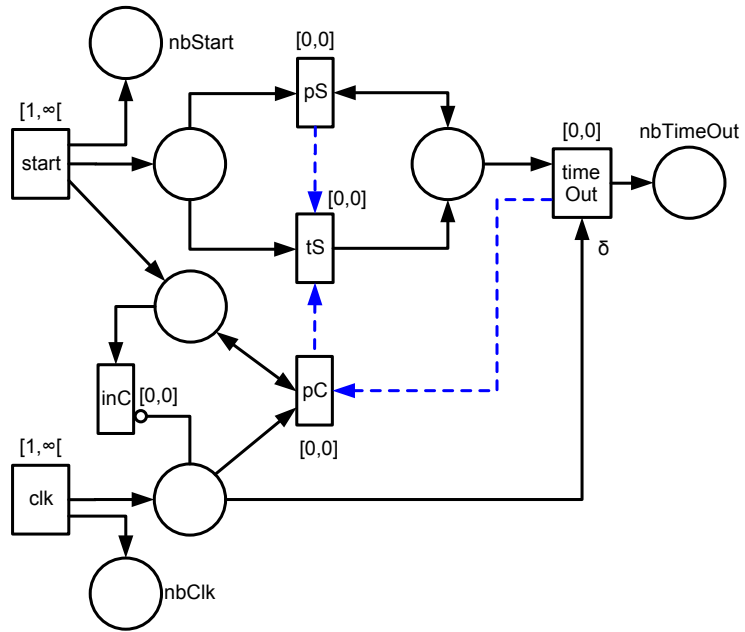 nbStart
[0,0]
pS
[1,∞[
start
[0,0]
nbTimeOut
time
Out
[0,0]
tS
δ
inC
[0,0]
pC
[0,0]
[1,∞[
clk
nbClk